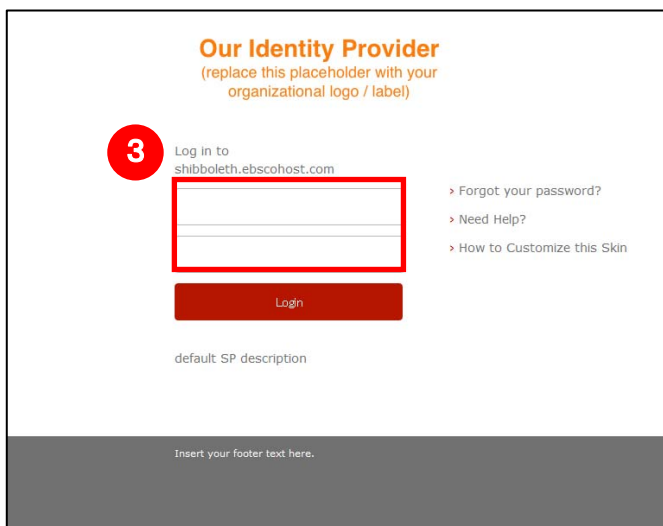 Our Identity Provider
(replace this placeholder with your
organizational logo / label)
3
Log in to
shibboleth.ebscohost.com
> Forgot your password?
> Need Help?
> How to Customize this Skin
Login
default SP description
Insert your footer text here.